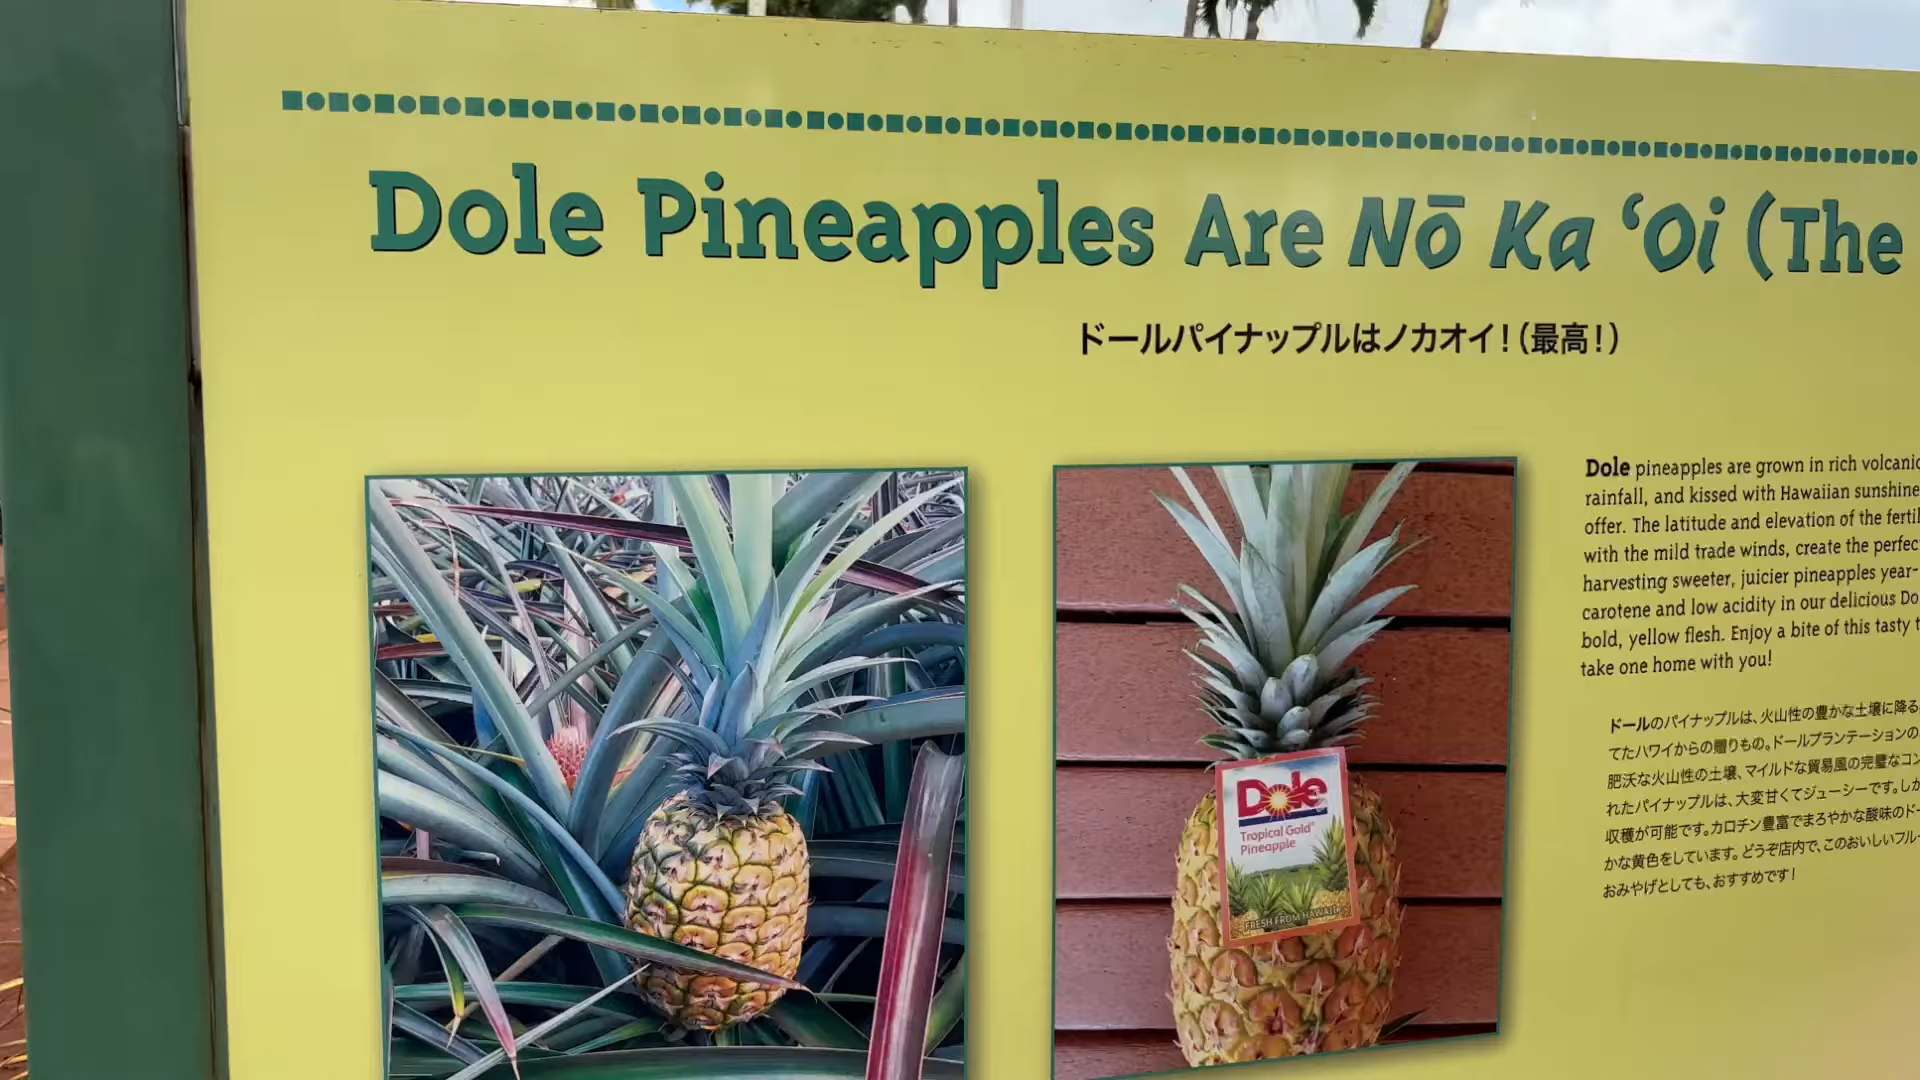 Dole Pineapples Are Nō Ka ‘Oi (The
ドールパイナップルはノカオイ!(最高!)
Dole pineapples are grown in rich volcanic
rainfall, and kissed with Hawaiian sunshine
offer. The latitude and elevation of the
with the mild trade winds, create the
harvesting sweeter, juicier pineapples year-
carotene and low acidity in our delicious
bold, yellow flesh. Enjoy a bite of this tasty
take one home with you!
ドールのパイナップルは、火山性の豊かな土壌に降る
てたハワイからの贈りもの。ドールプランテーションの
肥沃な火山性の土壌、マイルドな貿易風の完璧なコン
れたパイナップルは、大変甘くてジューシーです。しか
収穫が可能です。カロチン豊富でまろやかな酸味のドー
かな黄色をしています。どうぞ店内で、このおいしいフルー
おみやげとしても、おすすめです!
Dole
Tropical Gold®
Pineapple
FRESH FROM HAWAII